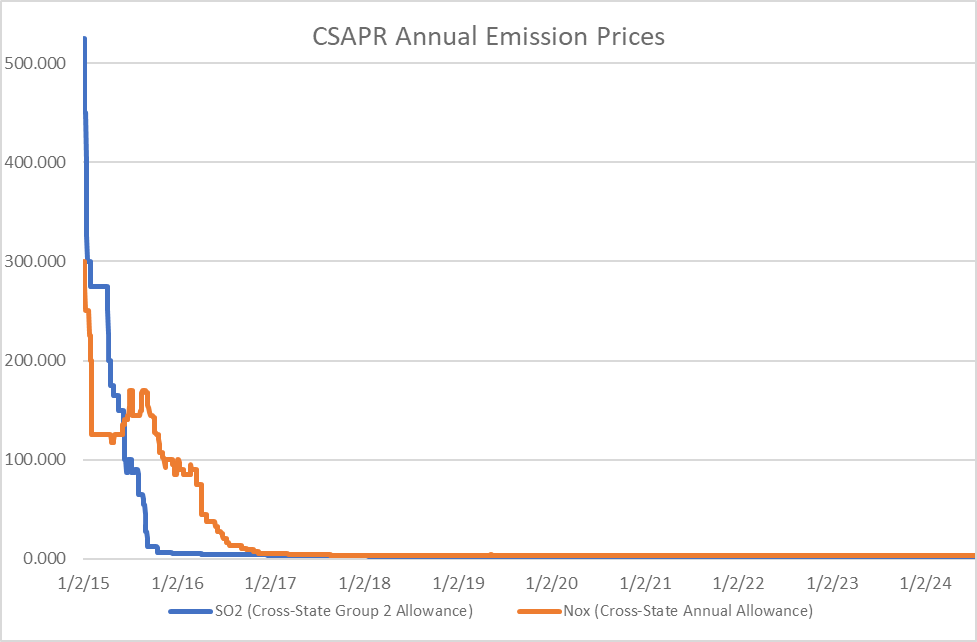 CSAPR Annual Emission Prices
500.000
400.000
300.000
200.000
100.000
0.000
1/2/15 1/2/16 1/2/17 1/2/18 1/2/19 1/2/20 1/2/21 1/2/22 1/2/23 1/2/24
SO2 (Cross-State Group 2 Allowance) Nox (Cross-State Annual Allowance)